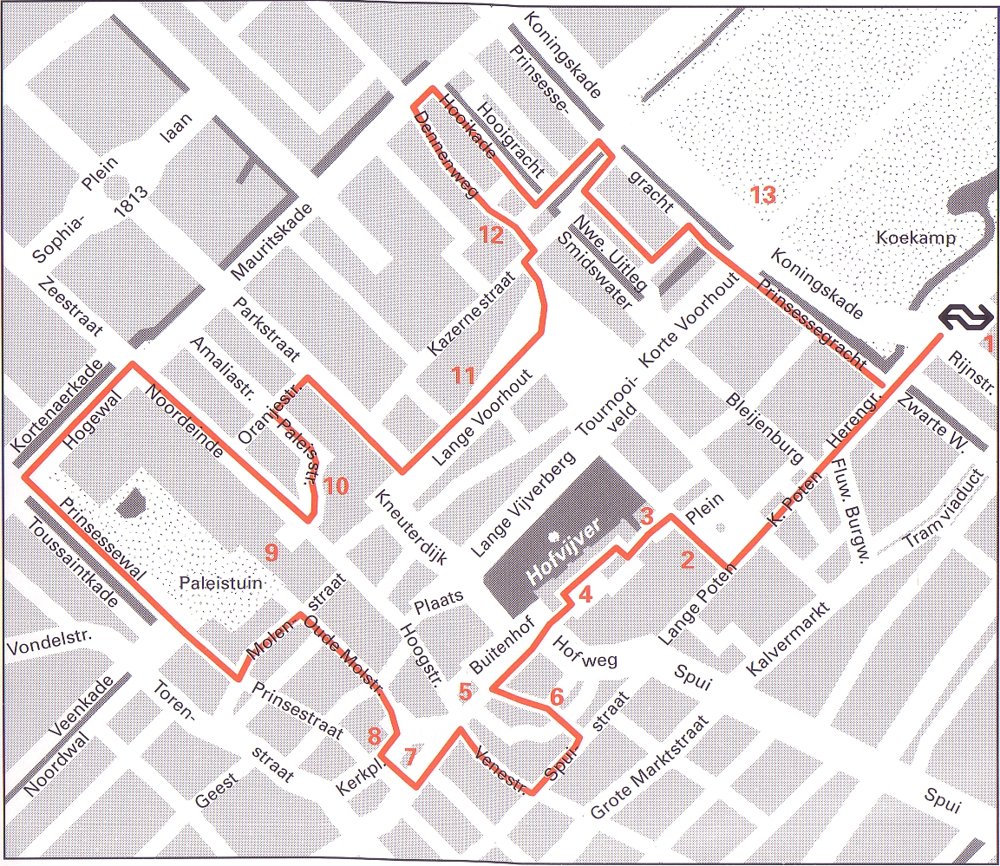 Koningskade
Prinsesse-
gracht
Hooikade
Hooigracht
Dennenweg
laan
Plein
1813
Sophia-
Mauritskade
Zeestraat
13
12
Koekamp
Nwe. Uitleg
Smidswater
Koningskade
Prinsessegracht
Parkstraat
Kazernestraat
Korte Voorhout
1
Amaliastr.
11
Rijnstr.
Kortenaerkade
Hogewal
Noordeinde
Oranjestr.
Paleisstr.
Lange Voorhout
Tournooi-
veld
Bleijenburg
Herengr.
Zwarte W.
10
Kneuterdijk
Lange Vijverberg
K. Poten
Fluw. Burgw.
Tram viaduct
Plein
3
Hofvijver
Prinsessewal
Toussaintkade
9
2
Paleistuin
4
Plaats
Lange Poten
Molen-
straat
Oude Molstr.
Hoogstr.
Buitenhof
Hofweg
Kalvermarkt
Vondelstr.
Spui
5
6
Veenkade
Noordwal
Toren-
straat
Prinsestraat
8
7
Kerkpl.
Geest
Venestr.
Spui-
straat
Grote Marktstraat
Spui